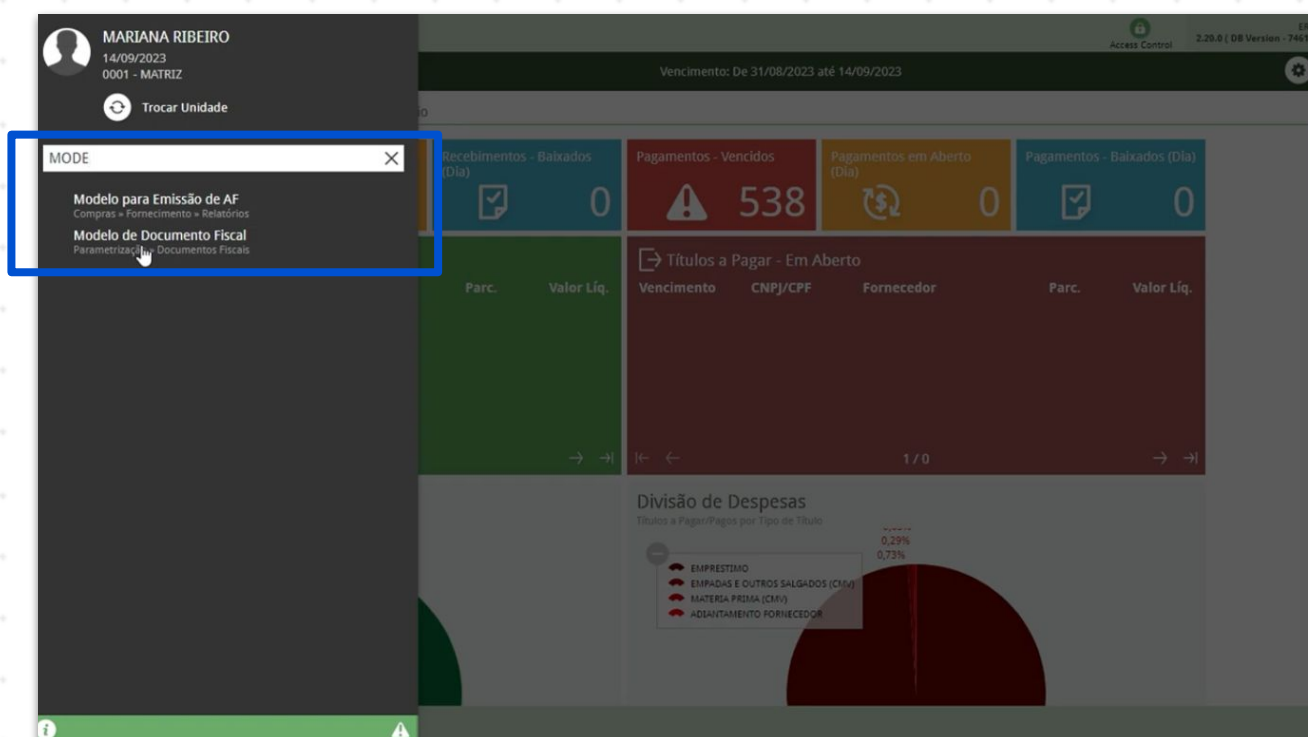 MARIANA RIBEIRO
14/09/2023
0001 - MATRIZ
Trocar Unidade
MODE
Modelo para Emissão de AF
Compras » Fornecimento » Relatórios
Modelo de Documento Fiscal
Parametrização » Documentos Fiscais
Access Control
2.20.0 [ DB Version - 7461
Vencimento: De 31/08/2023 até 14/09/2023
Recebimentos - Baixados (Dia)
0
Pagamentos - Vencidos
538
Pagamentos em Aberto (Dia)
0
Pagamentos - Baixados (Dia)
0
Parc. Valor Líq.
Títulos a Pagar - Em Aberto
Vencimento CNPJ/CPF Fornecedor Parc. Valor Líq.
1 / 0
Divisão de Despesas
Títulos a Pagar/Pagos por Tipo de Título
0,29%
0,73%
EMPRESTIMO
EMPADAS E OUTROS SALGADOS (CMV)
MATERIA PRIMA (CMV)
ADIANTAMENTO FORNECEDOR